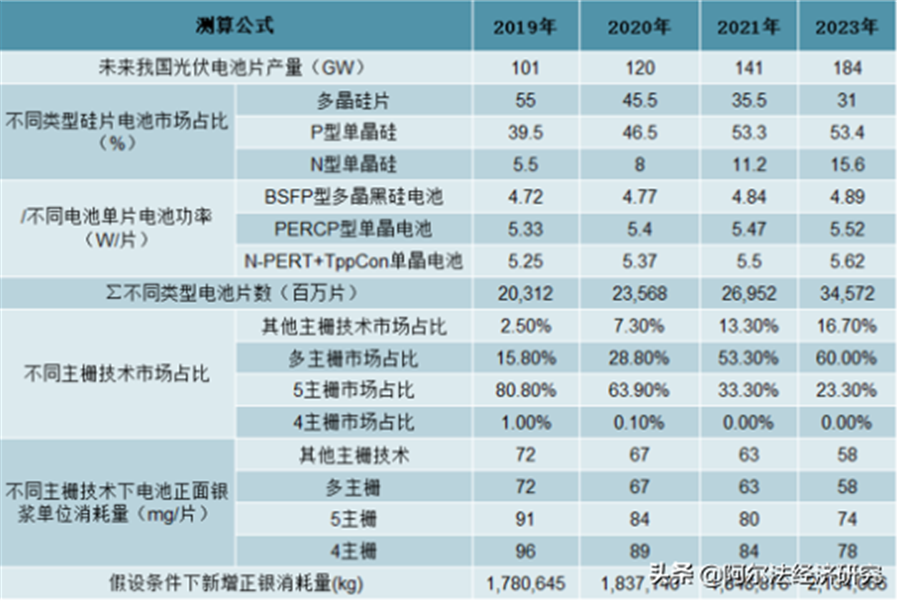 测算公式 2019年 2020年 2021年 2023年
未来我国光伏电池片产量（GW） 101 120 141 184
不同类型硅片电池市场占比
（%）
多晶硅片 55 45.5 35.5 31
P型单晶硅 39.5 46.5 53.3 53.4
N型单晶硅 5.5 8 11.2 15.6
/不同电池单片电池功率
（W/片）
BSFP型多晶黑硅电池 4.72 4.77 4.84 4.89
PERCP型单晶电池 5.33 5.4 5.47 5.52
N-PERT+TppCon单晶电池 5.25 5.37 5.5 5.62
Σ不同类型电池片数（百万片） 20,312 23,568 26,952 34,572
不同主栅技术市场占比
其他主栅技术市场占比 2.50% 7.30% 13.30% 16.70%
多主栅市场占比 15.80% 28.80% 53.30% 60.00%
5主栅市场占比 80.80% 63.90% 33.30% 23.30%
4主栅市场占比 1.00% 0.10% 0.00% 0.00%
不同主栅技术下电池正面银
浆单位消耗量（mg/片）
其他主栅技术 72 67 63 58
多主栅 72 67 63 58
5主栅 91 84 80 74
4主栅 96 89 84 78
假设条件下新增正银消耗量(kg) 1,780,645
头条 @阿尔法经济研究